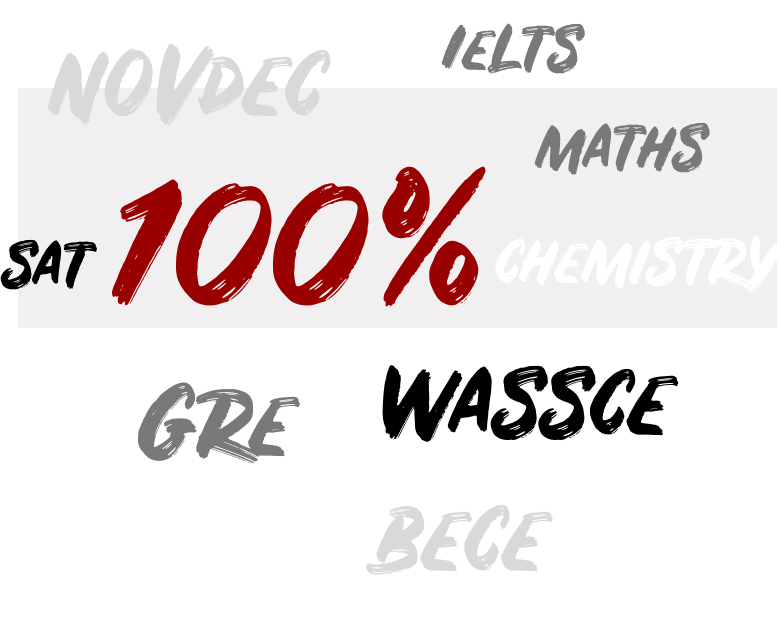 IELTS
NOVDEC
MATHS
SAT
100%
CHEMISTRY
GRE
WASSCE
BECE